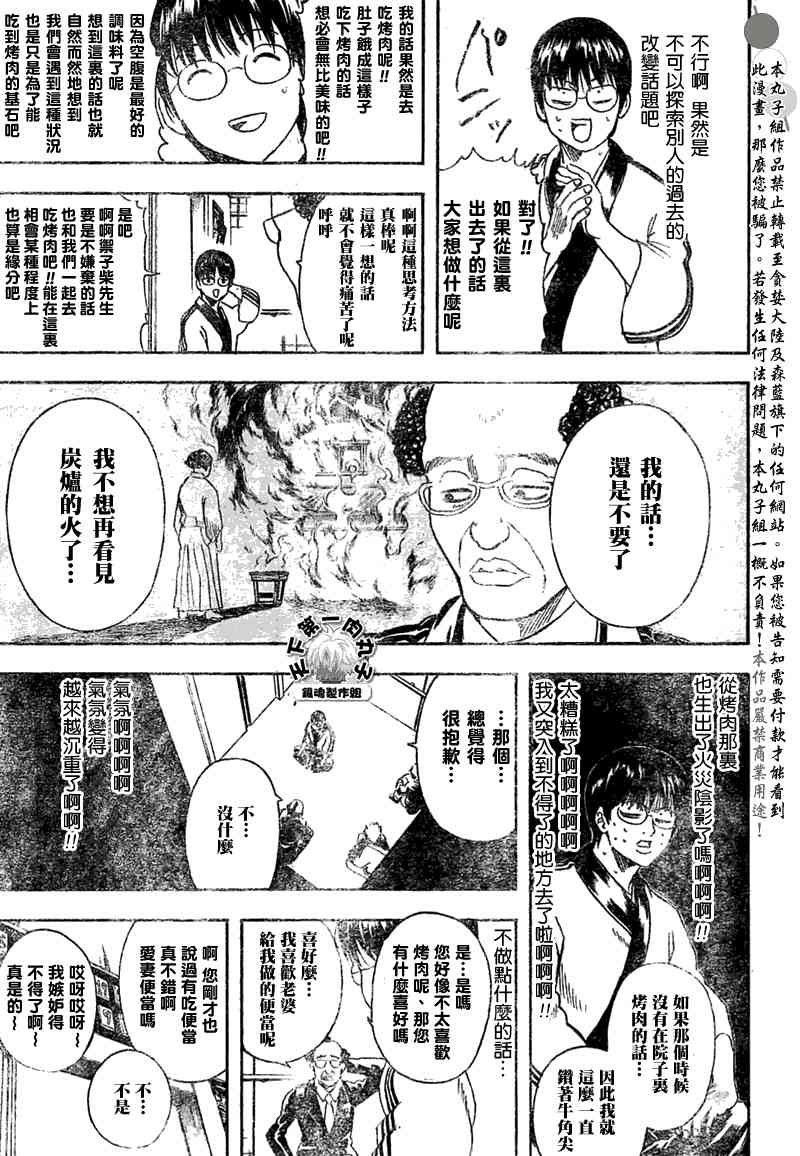 不行啊 果然是
不可以探索別人的過去的
改變話題吧
對了!!
如果從這裏
出去了的話
大家想做什麼呢
我的話果然是去
吃烤肉呢!!
肚子餓成這樣子
吃下烤肉的話
想必會無比美味的吧!!
因為空腹是最好的
調味料了呢
想到這裏的話也就
自然而然地想到
我們會遇到這種狀況
也是只是為了能
吃到烤肉的基石吧
啊啊這種思考方法
真棒呢
這樣一想的話
就不會覺得痛苦了呢
呼呼
是吧
啊啊禦子柴先生
要是不嫌棄的話
也和我們一起去
吃烤肉吧!!能在這裏
相會某種程度上
也算是緣分吧
我的話…
還是不要了
我不想再看見
炭爐的火了…
從烤肉那裏
也生出了火災陰影了嗎啊啊啊!!
太糟糕了啊啊啊啊啊
我又突入到不得了的地方去了啦啊啊啊!!
如果那個時候
沒有在院子裏
烤肉的話…
因此我就
這麼一直
鑽著牛角尖
…那個…
總覺得
很抱歉…
不…
沒什麼
氣氛啊啊啊啊
氣氛變得
越來越沉重了啊啊!!
不做點什麼的話…
是…是嗎
您好像不太喜歡
烤肉呢、那您
有什麼喜好嗎
喜好麼…
我喜歡老婆
給我做的便當呢
啊 您剛才也
說過有吃便當
真不錯啊
愛妻便當嗎
哎呀哎呀~
我嫉妒得
不得了啊~
真是的~
不…
不是
天下第一肉丸子
銀魂製作組
本丸子組作品禁止轉載至貪婪大陸及森藍旗下的任何網站。如果您被告知需要付款才能看到
此漫畫，那麼您被騙了。若發生任何法律問題，本丸子組一概不負責！本作品嚴禁商業用途！